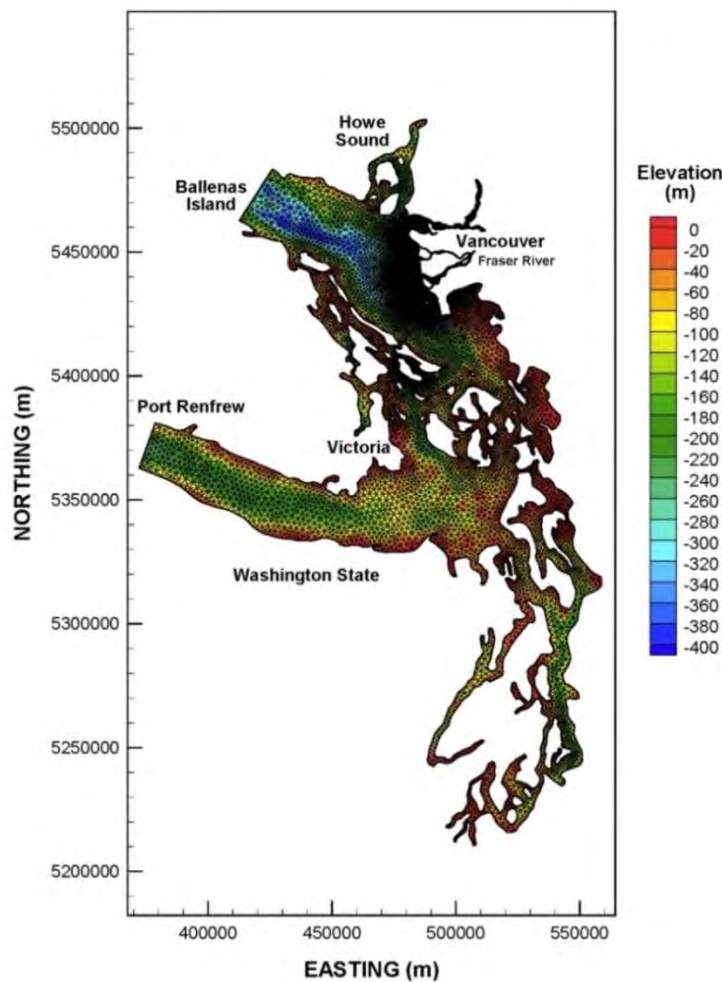 5500000
5450000
5400000
5350000
5300000
5250000
5200000
NORTHING (m)
400000
450000
500000
550000
EASTING (m)
Howe
Sound
Ballenas
Island
Vancouver
Fraser River
Port Renfrew
Victoria
Washington State
Elevation
(m)
0
-20
-40
-60
-80
-100
-120
-140
-160
-180
-200
-220
-240
-260
-280
-300
-320
-340
-360
-380
-400